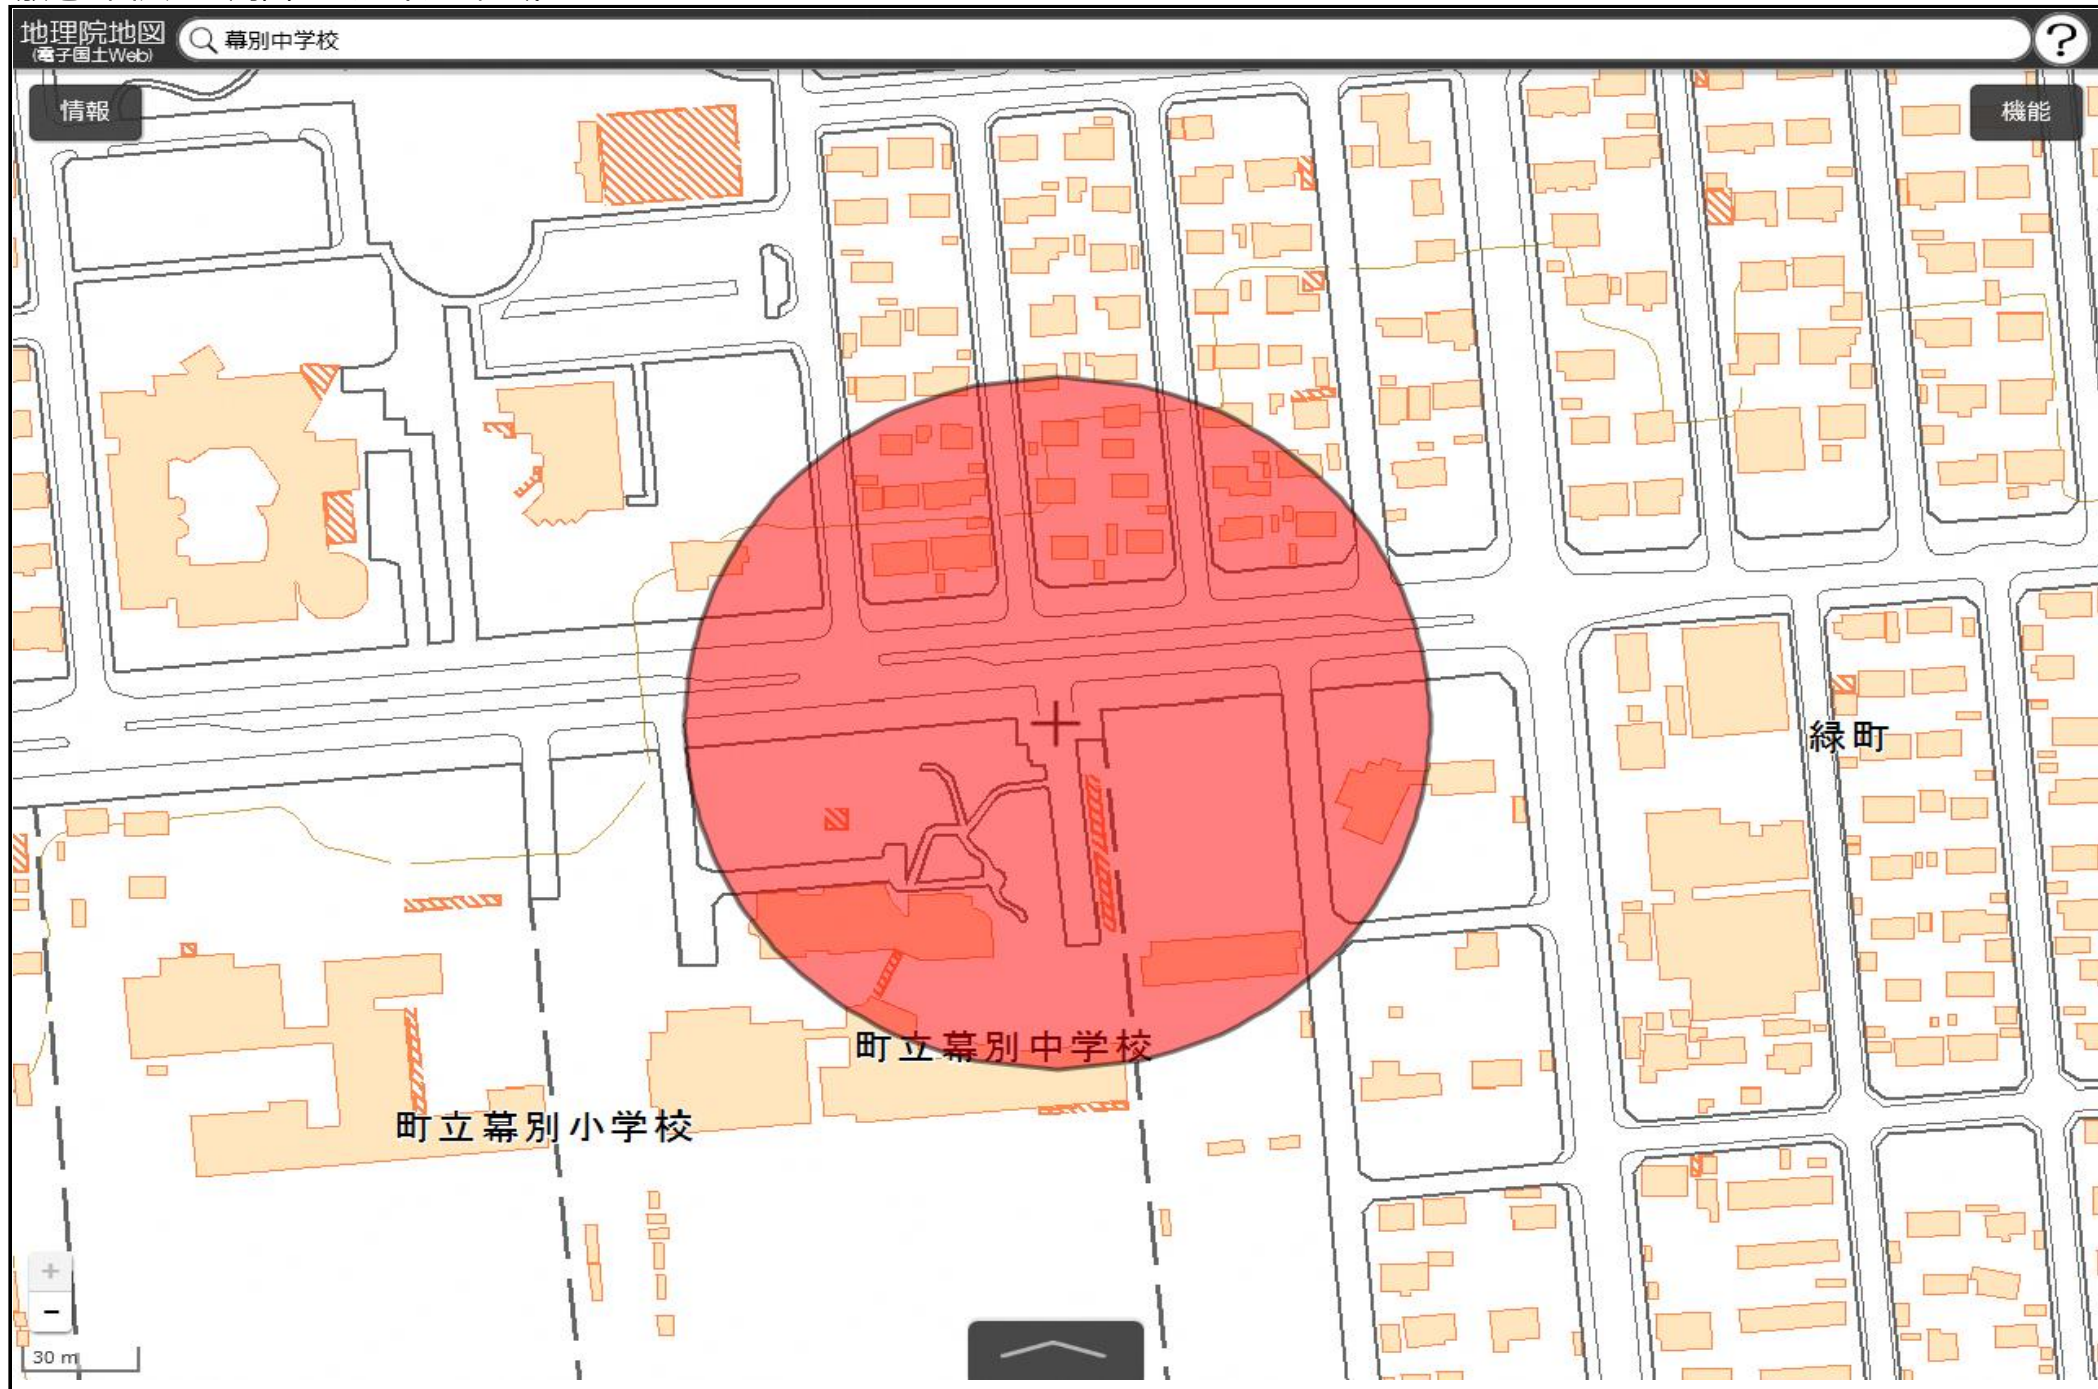 地理院地図
(電子国土Web)
幕別中学校
?
情報
機能
緑町
町立幕別中学校
町立幕別小学校
+
-
30 m